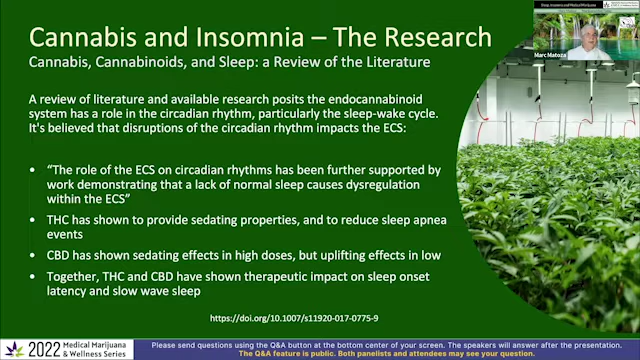 Cannabis and Insomnia – The Research
Cannabis, Cannabinoids, and Sleep: a Review of the Literature
A review of literature and available research posits the endocannabinoid
system has a role in the circadian rhythm, particularly the sleep-wake cycle.
It's believed that disruptions of the circadian rhythm impacts the ECS:
• “The role of the ECS on circadian rhythms has been further supported by
work demonstrating that a lack of normal sleep causes dysregulation
within the ECS”
• THC has shown to provide sedating properties, and to reduce sleep apnea
events
• CBD has shown sedating effects in high doses, but uplifting effects in low
• Together, THC and CBD have shown therapeutic impact on sleep onset
latency and slow wave sleep
https://doi.org/10.1007/s11920-017-0775-9
Marc Matoza
2022 Medical Marijuana
& Wellness Series
Please send questions using the Q&A button at the bottom center of your screen. The speakers will answer after the presentation.
The Q&A feature is public. Both panelists and attendees may see your question.